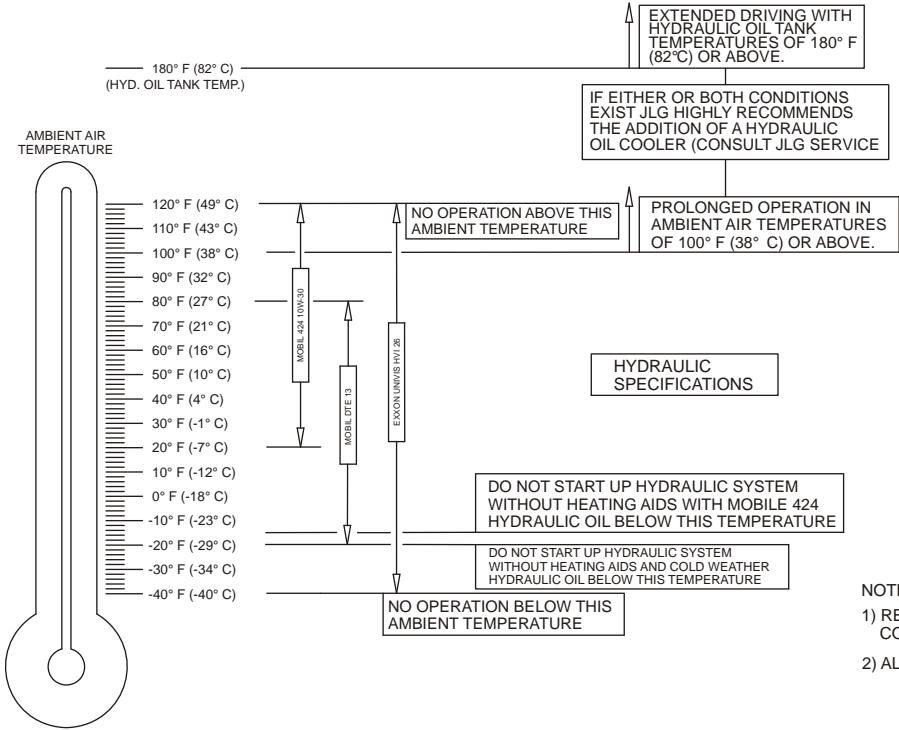 EXTENDED DRIVING WITH
HYDRAULIC OIL TANK
TEMPERATURES OF 180° F
(82°C) OR ABOVE.
180° F (82° C)
(HYD. OIL TANK TEMP.)
IF EITHER OR BOTH CONDITIONS
EXIST JLG HIGHLY RECOMMENDS
THE ADDITION OF A HYDRAULIC
OIL COOLER (CONSULT JLG SERVICE
AMBIENT AIR
TEMPERATURE
120° F (49° C)
110° F (43° C)
100° F (38° C)
90° F (32° C)
80° F (27° C)
70° F (21° C)
60° F (16° C)
50° F (10° C)
40° F (4° C)
30° F (-1° C)
20° F (-7° C)
10° F (-12° C)
0° F (-18° C)
-10° F (-23° C)
-20° F (-29° C)
-30° F (-34° C)
-40° F (-40° C)
NO OPERATION ABOVE THIS
AMBIENT TEMPERATURE
PROLONGED OPERATION IN
AMBIENT AIR TEMPERATURES
OF 100° F (38° C) OR ABOVE.
MOBIL 424 10W-30
MOBIL DTE 13
EXXON UNIVIS HVI 26
HYDRAULIC
SPECIFICATIONS
DO NOT START UP HYDRAULIC SYSTEM
WITHOUT HEATING AIDS WITH MOBILE 424
HYDRAULIC OIL BELOW THIS TEMPERATURE
DO NOT START UP HYDRAULIC SYSTEM
WITHOUT HEATING AIDS AND COLD WEATHER
HYDRAULIC OIL BELOW THIS TEMPERATURE
NO OPERATION BELOW THIS
AMBIENT TEMPERATURE
1)
2)